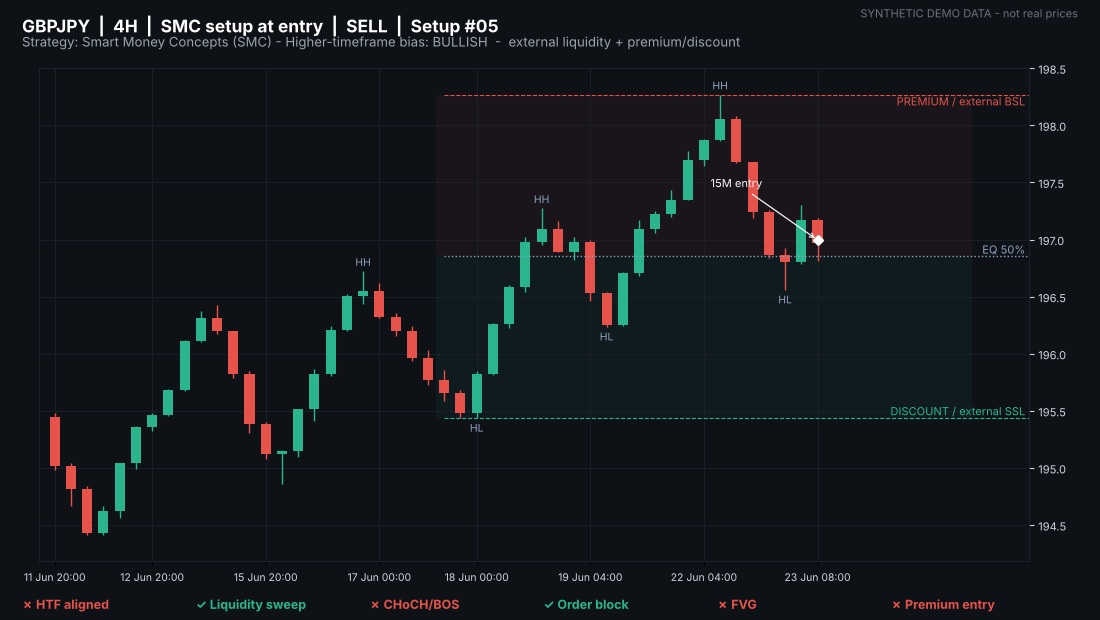 GBPJPY | 4H | SMC setup at entry | SELL | Setup #05
SYNTHETIC DEMO DATA - not real prices
Strategy: Smart Money Concepts (SMC) - Higher-timeframe bias: BULLISH - external liquidity + premium/discount
198.5
HH
PREMIUM / external BSL
198.0
15M entry
197.5
HH
197.0
EQ 50%
HH
HL
196.5
HL
196.0
DISCOUNT / external SSL
195.5
HL
195.0
194.5
11 Jun 20:00 12 Jun 20:00 15 Jun 20:00 17 Jun 00:00 18 Jun 00:00 19 Jun 04:00 22 Jun 04:00 23 Jun 08:00
× HTF aligned ✓ Liquidity sweep × CHoCH/BOS ✓ Order block × FVG × Premium entry